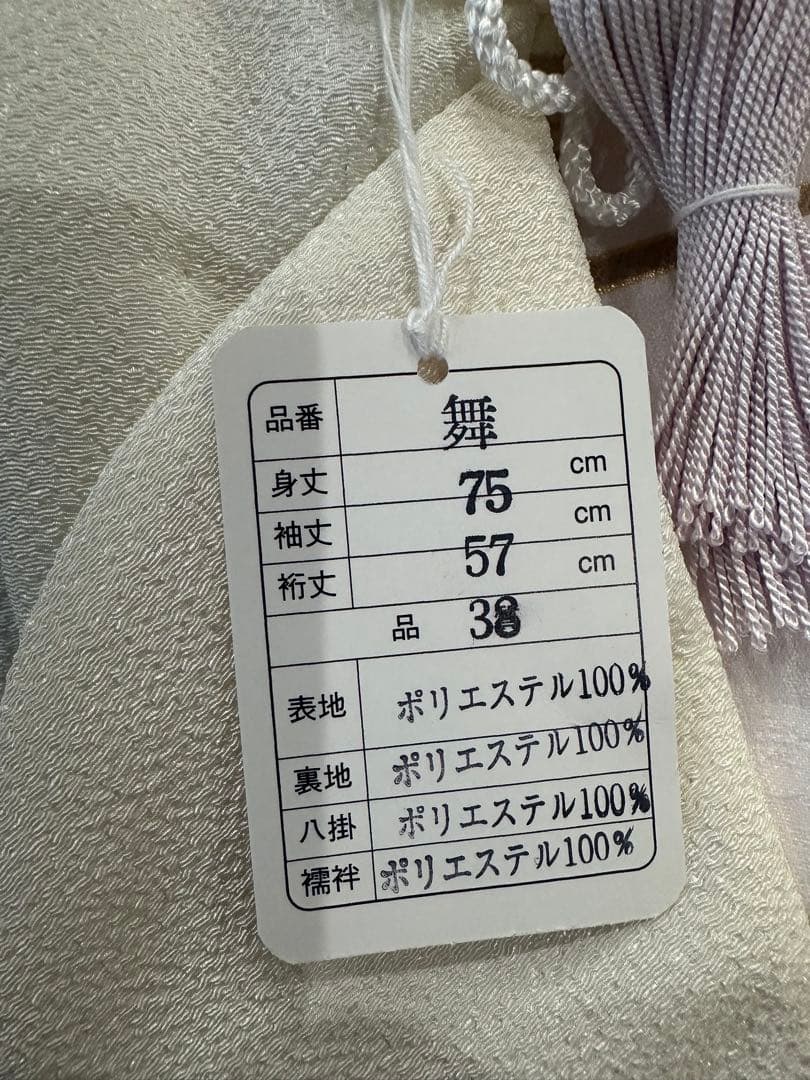 品番 舞
身丈 75 cm
袖丈 57 cm
裄丈 38 cm
品
表地 ポリエステル100%
裏地 ポリエステル100%
八掛 ポリエステル100%
襦袢 ポリエステル100%